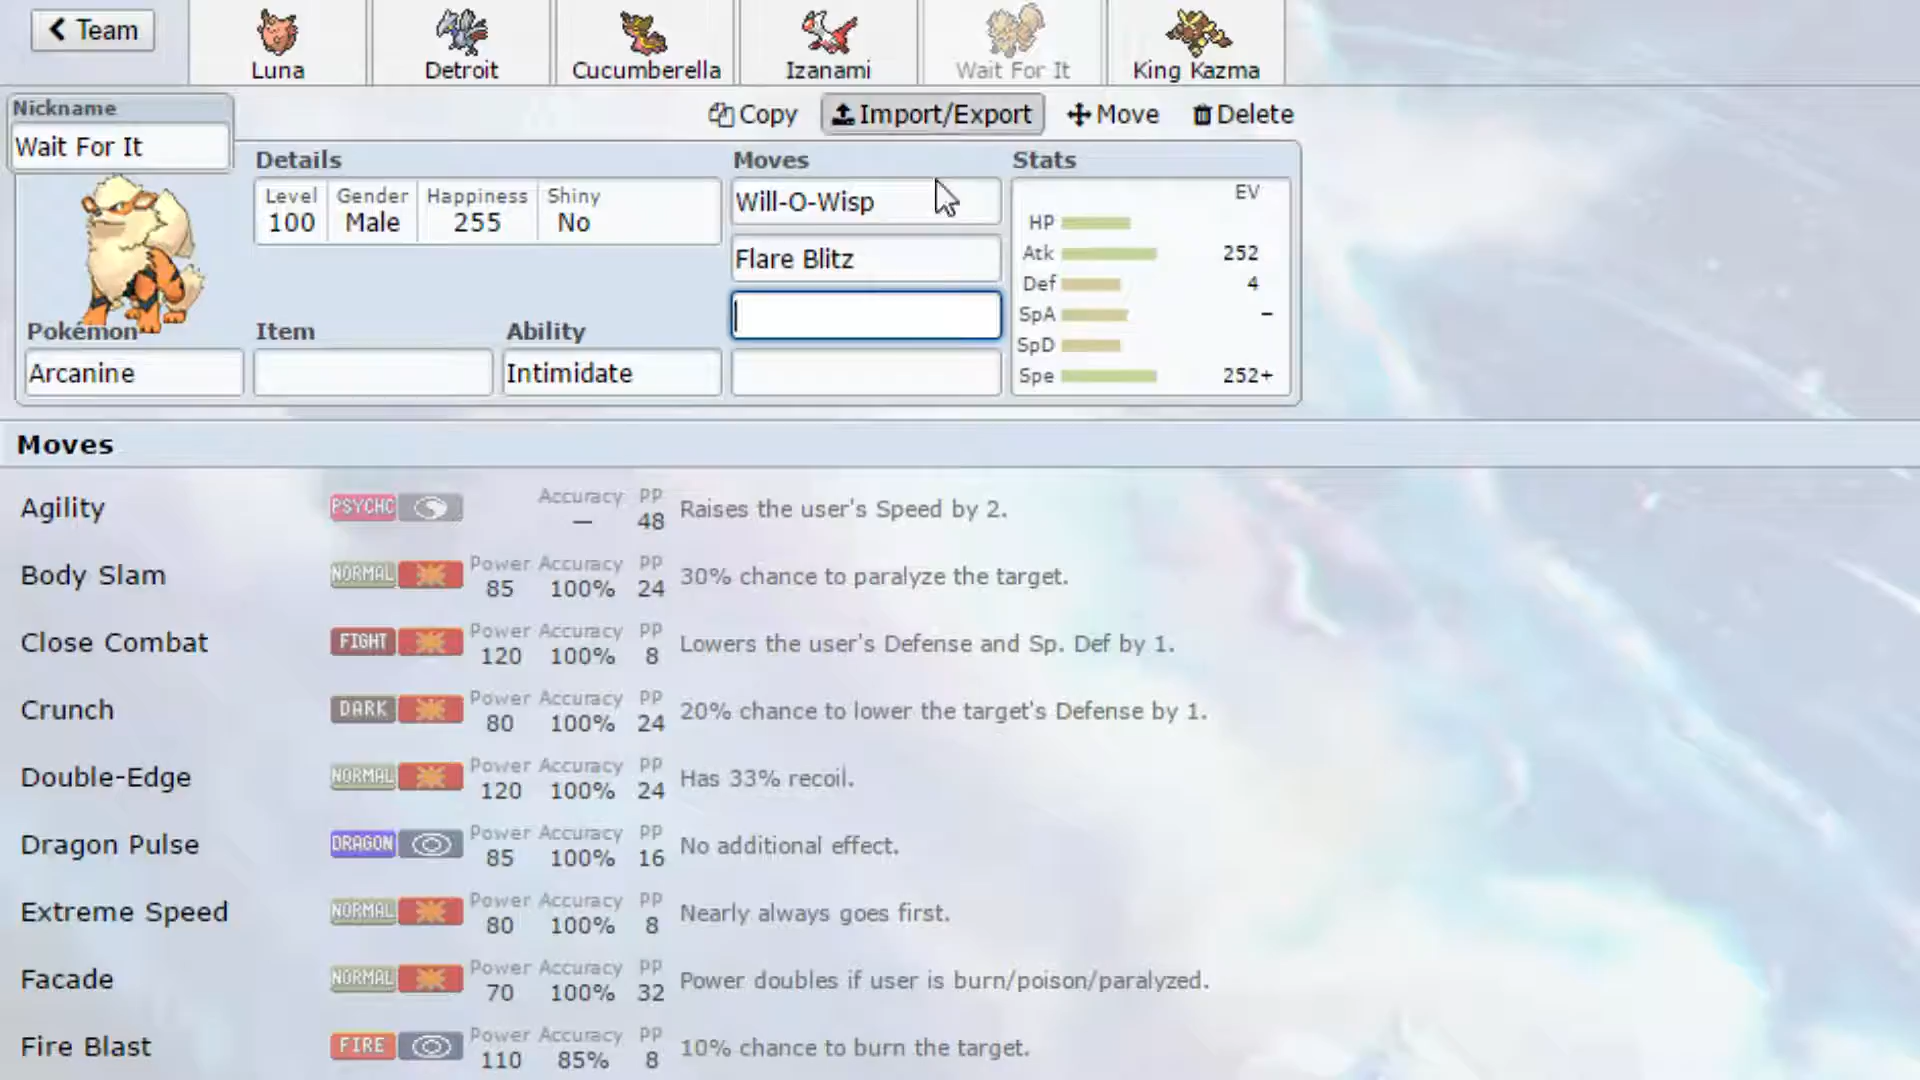 Team
Luna
Detroit
Cucumberella
Izanami
Wait For It
King Kazma
Nickname
Wait For It
Copy
Import/Export
Move
Delete
Details
Level Gender Happiness Shiny
100 Male 255 No
Moves
Will-O-Wisp
Flare Blitz
Stats
EV
HP
Atk 252
Def 4
SpA –
SpD
Spe 252+
Pokémon Item Ability
Arcanine Intimidate
Moves
Agility PSYCHC Accuracy — PP 48 Raises the user's Speed by 2.
Body Slam NORMAL Power 85 Accuracy 100% PP 24 30% chance to paralyze the target.
Close Combat FIGHT Power 120 Accuracy 100% PP 8 Lowers the user's Defense and Sp. Def by 1.
Crunch DARK Power 80 Accuracy 100% PP 24 20% chance to lower the target's Defense by 1.
Double-Edge NORMAL Power 120 Accuracy 100% PP 24 Has 33% recoil.
Dragon Pulse DRAGON Power 85 Accuracy 100% PP 16 No additional effect.
Extreme Speed NORMAL Power 80 Accuracy 100% PP 8 Nearly always goes first.
Facade NORMAL Power 70 Accuracy 100% PP 32 Power doubles if user is burn/poison/paralyzed.
Fire Blast FIRE Power 110 Accuracy 85% PP 8 10% chance to burn the target.